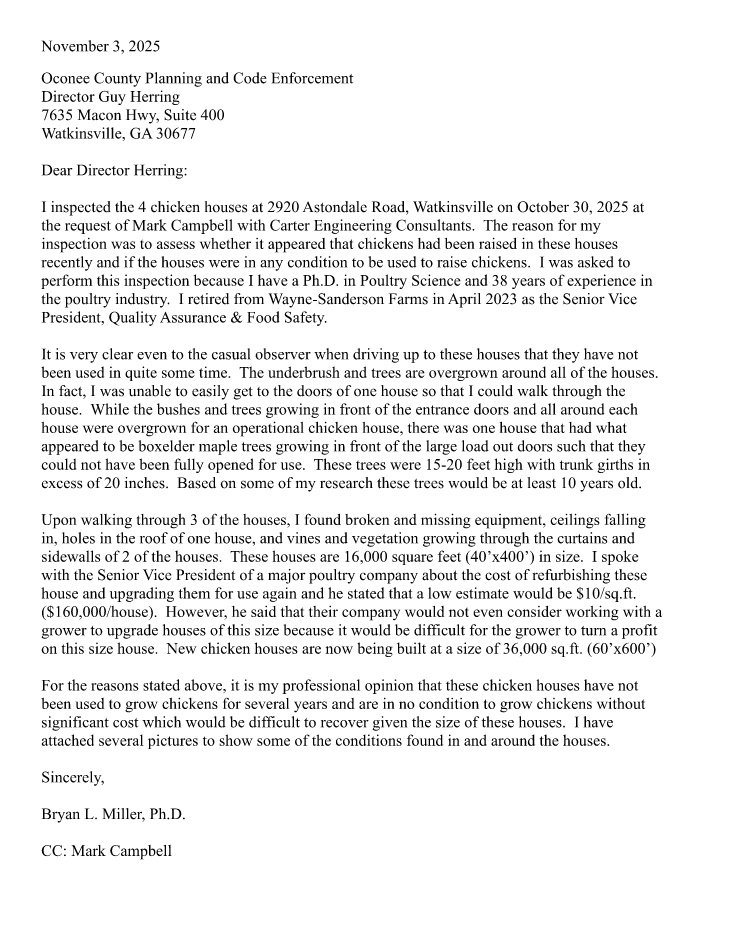 November 3, 2025
Oconee County Planning and Code Enforcement
Director Guy Herring
7635 Macon Hwy, Suite 400
Watkinsville, GA 30677
Dear Director Herring:
I inspected the 4 chicken houses at 2920 Astondale Road, Watkinsville on October 30, 2025 at
the request of Mark Campbell with Carter Engineering Consultants.  The reason for my
inspection was to assess whether it appeared that chickens had been raised in these houses
recently and if the houses were in any condition to be used to raise chickens.  I was asked to
perform this inspection because I have a Ph.D. in Poultry Science and 38 years of experience in
the poultry industry.  I retired from Wayne-Sanderson Farms in April 2023 as the Senior Vice
President, Quality Assurance & Food Safety.
It is very clear even to the casual observer when driving up to these houses that they have not
been used in quite some time.  The underbrush and trees are overgrown around all of the houses.
In fact, I was unable to easily get to the doors of one house so that I could walk through the
house.  While the bushes and trees growing in front of the entrance doors and all around each
house were overgrown for an operational chicken house, there was one house that had what
appeared to be boxelder maple trees growing in front of the large load out doors such that they
could not have been fully opened for use.  These trees were 15-20 feet high with trunk girths in
excess of 20 inches.  Based on some of my research these trees would be at least 10 years old.
Upon walking through 3 of the houses, I found broken and missing equipment, ceilings falling
in, holes in the roof of one house, and vines and vegetation growing through the curtains and
sidewalls of 2 of the houses.  These houses are 16,000 square feet (40’x400’) in size.  I spoke
with the Senior Vice President of a major poultry company about the cost of refurbishing these
house and upgrading them for use again and he stated that a low estimate would be $10/sq.ft.
($160,000/house).  However, he said that their company would not even consider working with a
grower to upgrade houses of this size because it would be difficult for the grower to turn a profit
on this size house.  New chicken houses are now being built at a size of 36,000 sq.ft. (60’x600’)
For the reasons stated above, it is my professional opinion that these chicken houses have not
been used to grow chickens for several years and are in no condition to grow chickens without
significant cost which would be difficult to recover given the size of these houses.  I have
attached several pictures to show some of the conditions found in and around the houses.
Sincerely,
Bryan L. Miller, Ph.D.
CC: Mark Campbell